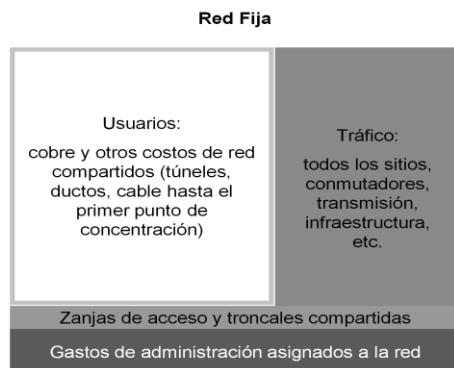 Red Fija
Usuarios:
cobre y otros costos de red
compartidos (túneles,
ductos, cable hasta el
primer punto de
concentración)
Tráfico:
todos los sitios,
conmutadores,
transmisión,
infraestructura,
etc.
Zanjas de acceso y troncales compartidas
Gastos de administración asignados a la red